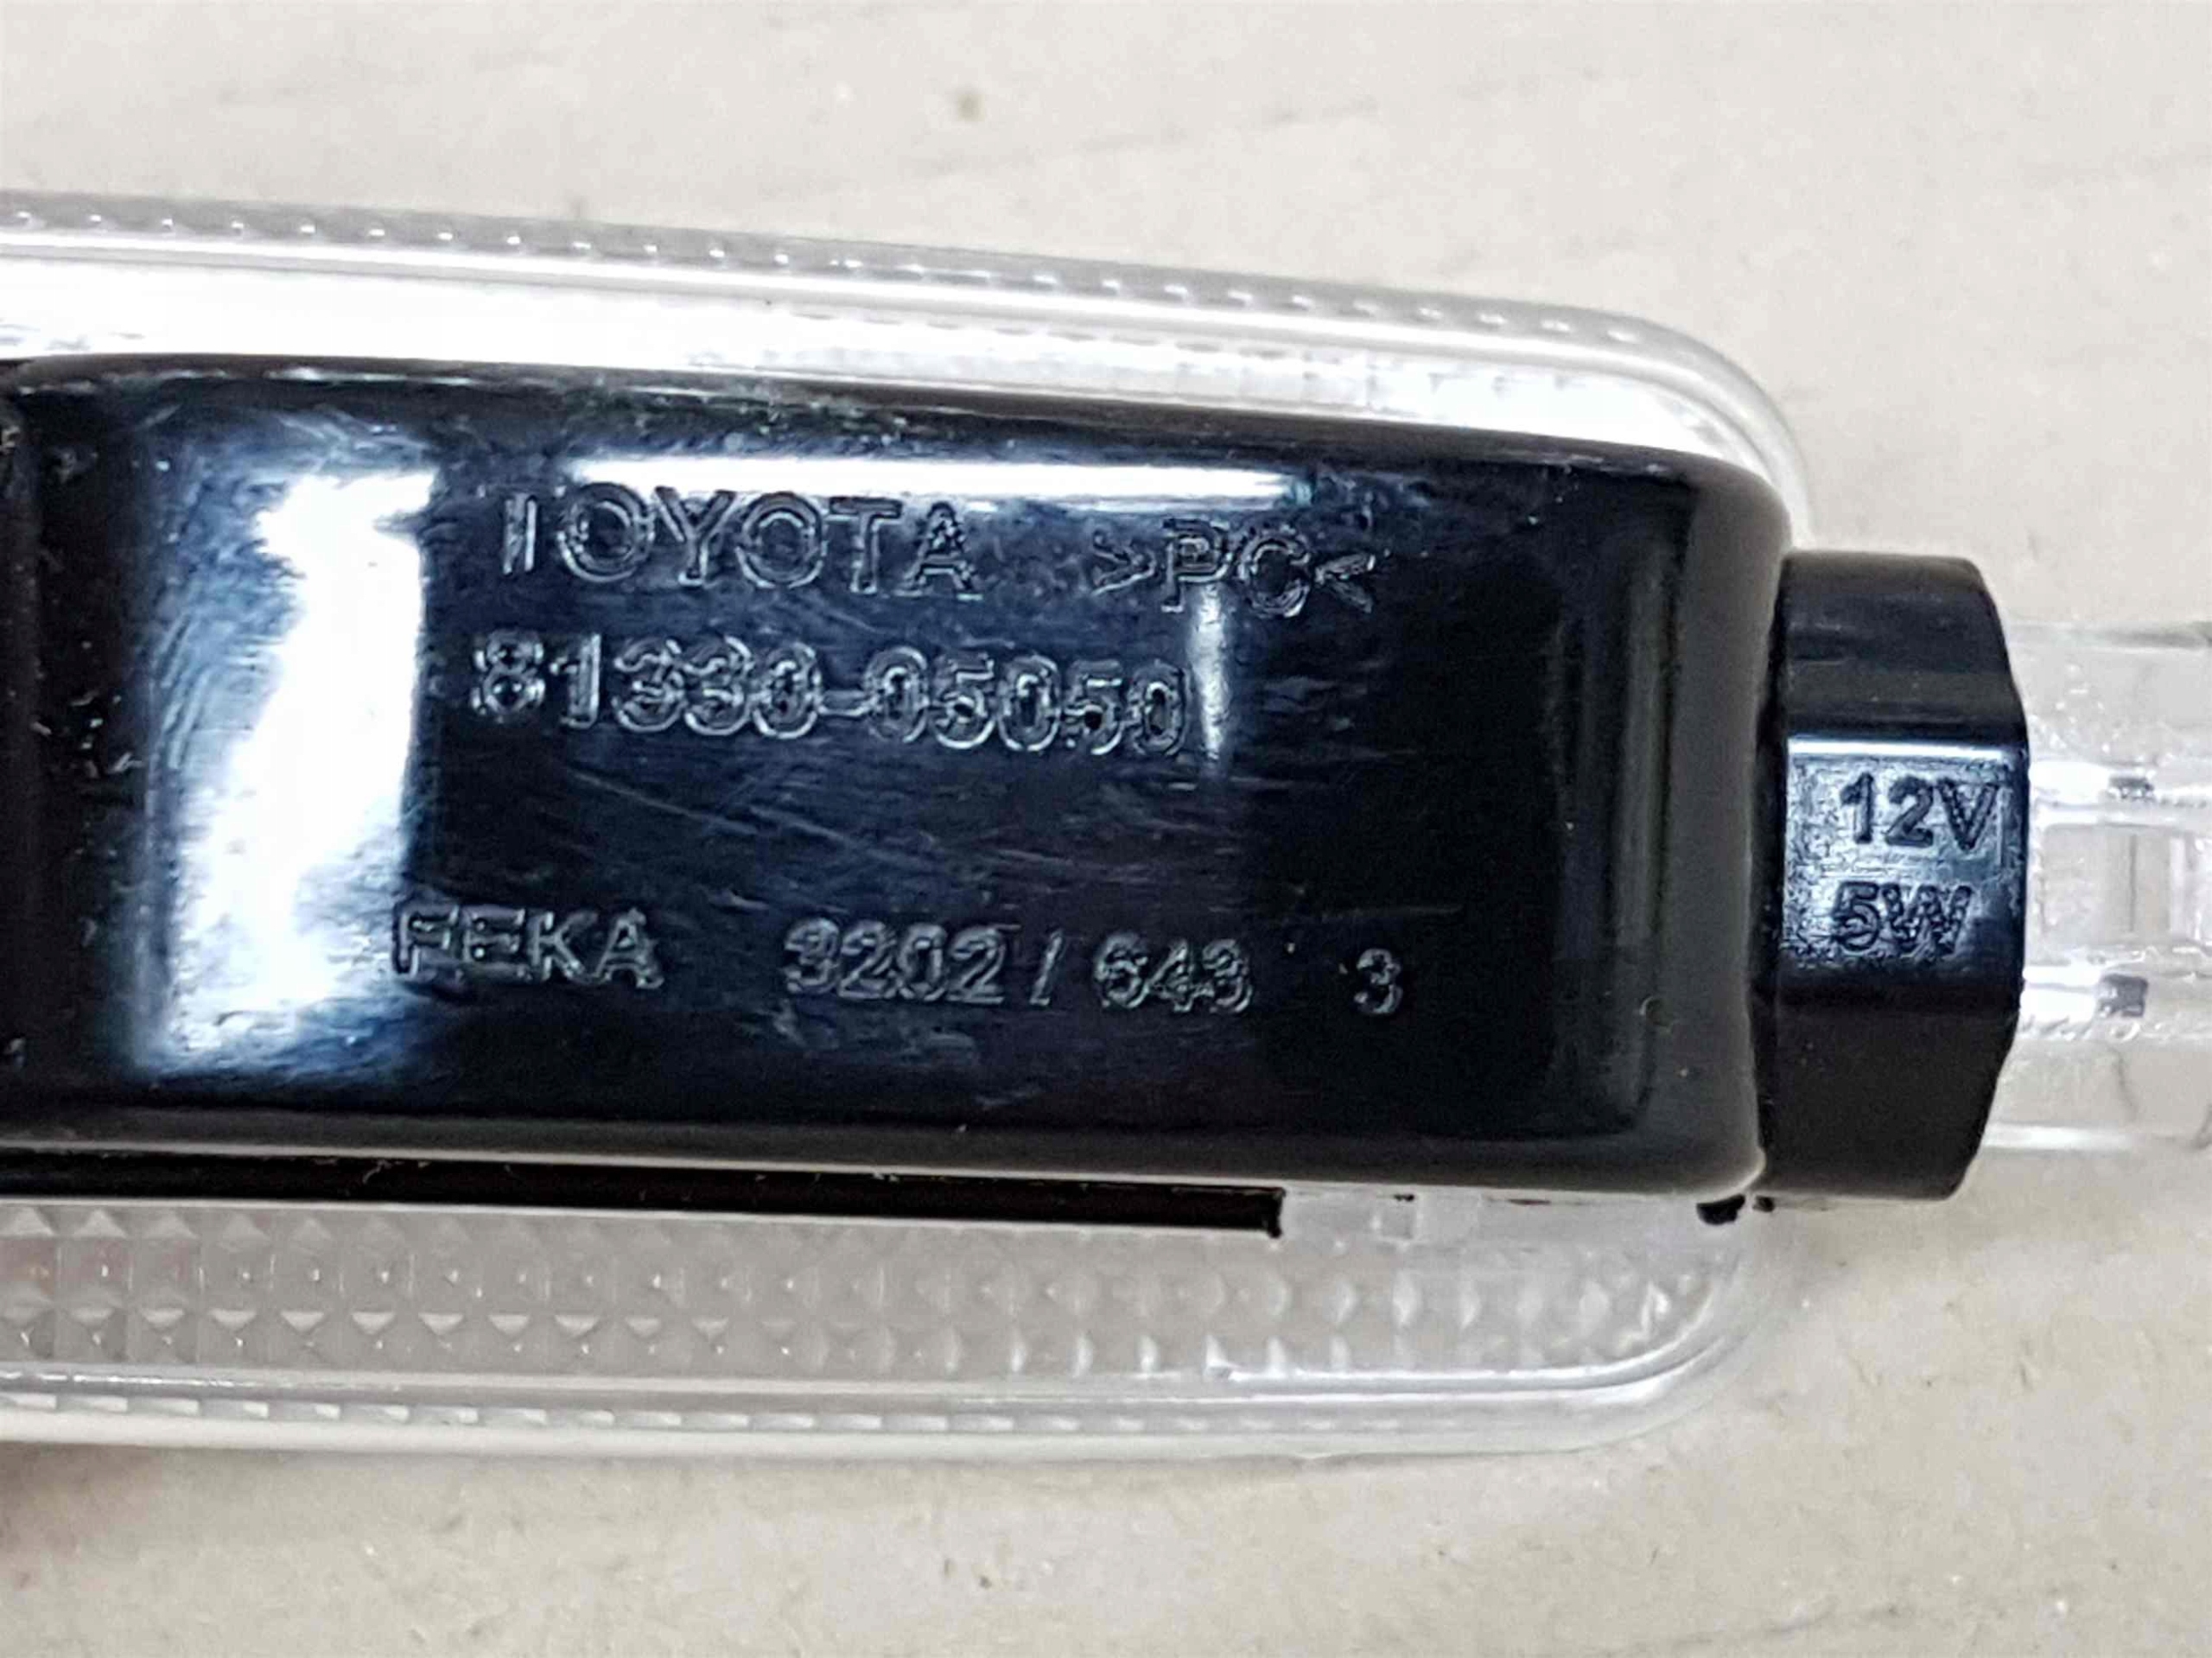 TOYOTA >PC<
81330-05050
12V
5W
FEKA 3202 / 643 3